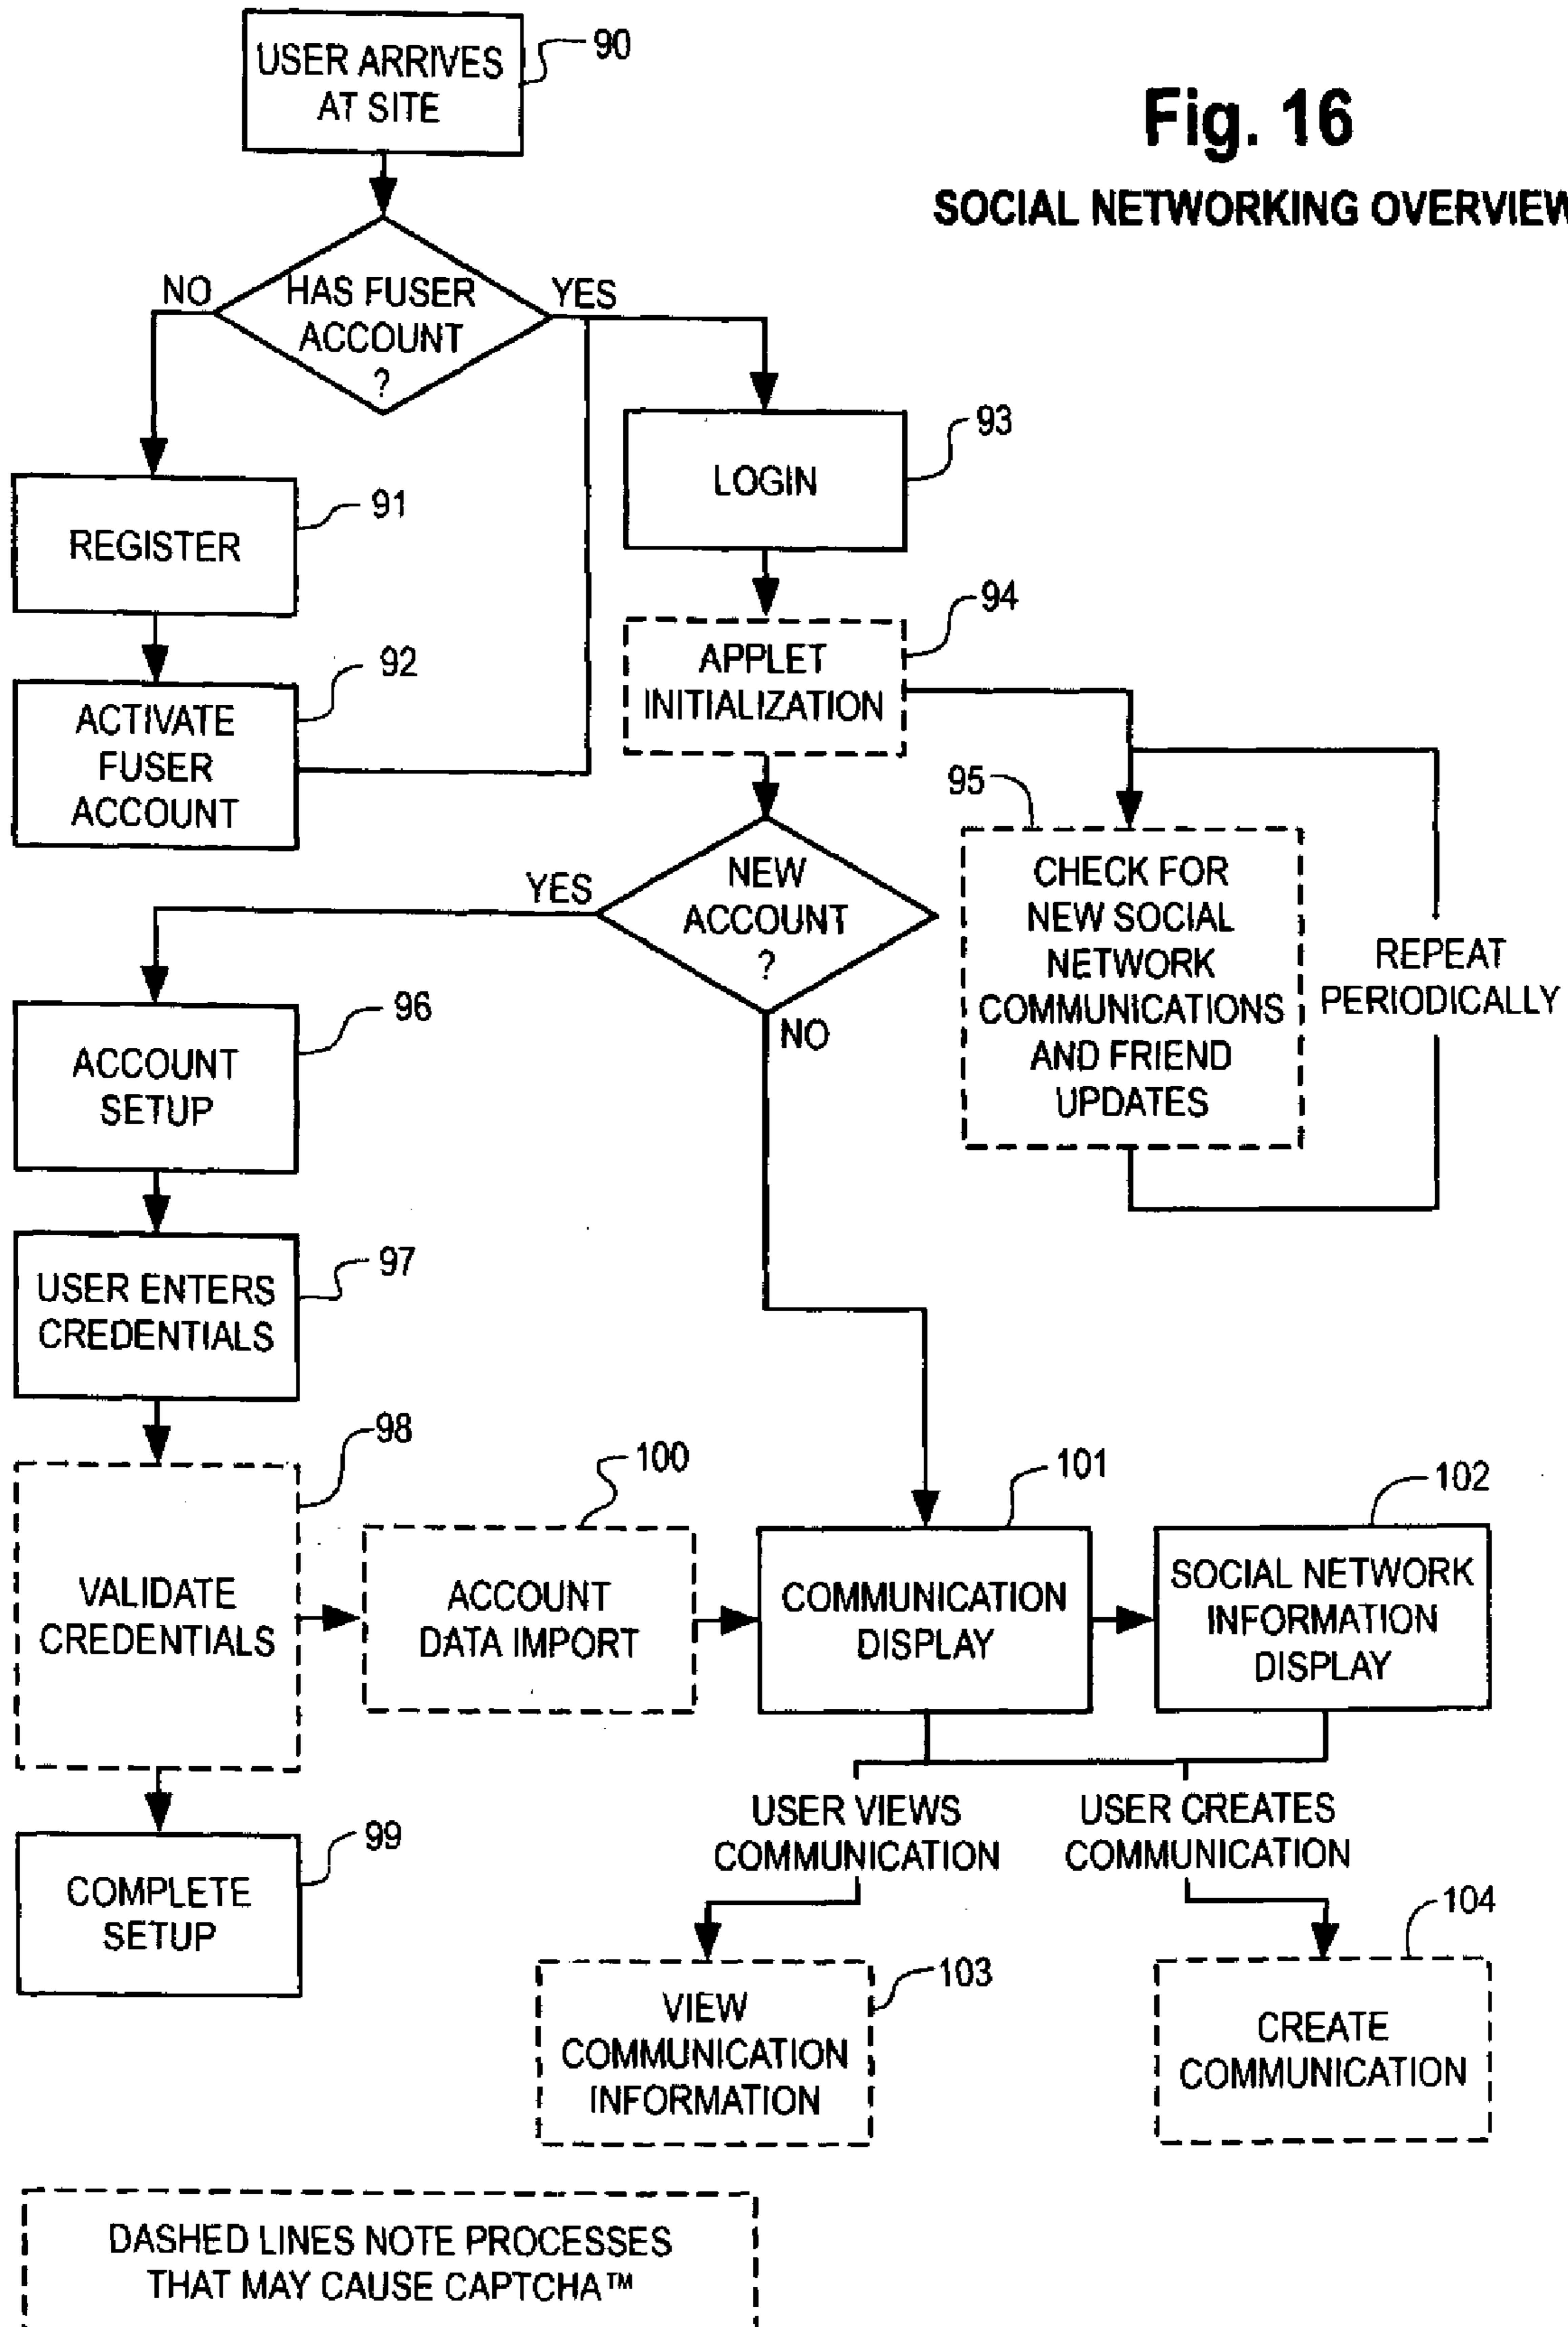 90
USER ARRIVES
AT SITE
Fig. 16
SOCIAL NETWORKING OVERVIEW
NO
HAS FUSER
ACCOUNT
?
YES
93
LOGIN
91
REGISTER
94
APPLET
INITIALIZATION
92
ACTIVATE
FUSER
ACCOUNT
95
CHECK FOR
NEW SOCIAL
NETWORK
COMMUNICATIONS
AND FRIEND
UPDATES
REPEAT
PERIODICALLY
YES
NEW
ACCOUNT
?
NO
96
ACCOUNT
SETUP
97
USER ENTERS
CREDENTIALS
98
VALIDATE
CREDENTIALS
100
ACCOUNT
DATA IMPORT
101
COMMUNICATION
DISPLAY
102
SOCIAL NETWORK
INFORMATION
DISPLAY
USER VIEWS
COMMUNICATION
USER CREATES
COMMUNICATION
99
COMPLETE
SETUP
103
VIEW
COMMUNICATION
INFORMATION
104
CREATE
COMMUNICATION
DASHED LINES NOTE PROCESSES
THAT MAY CAUSE CAPTCHA™